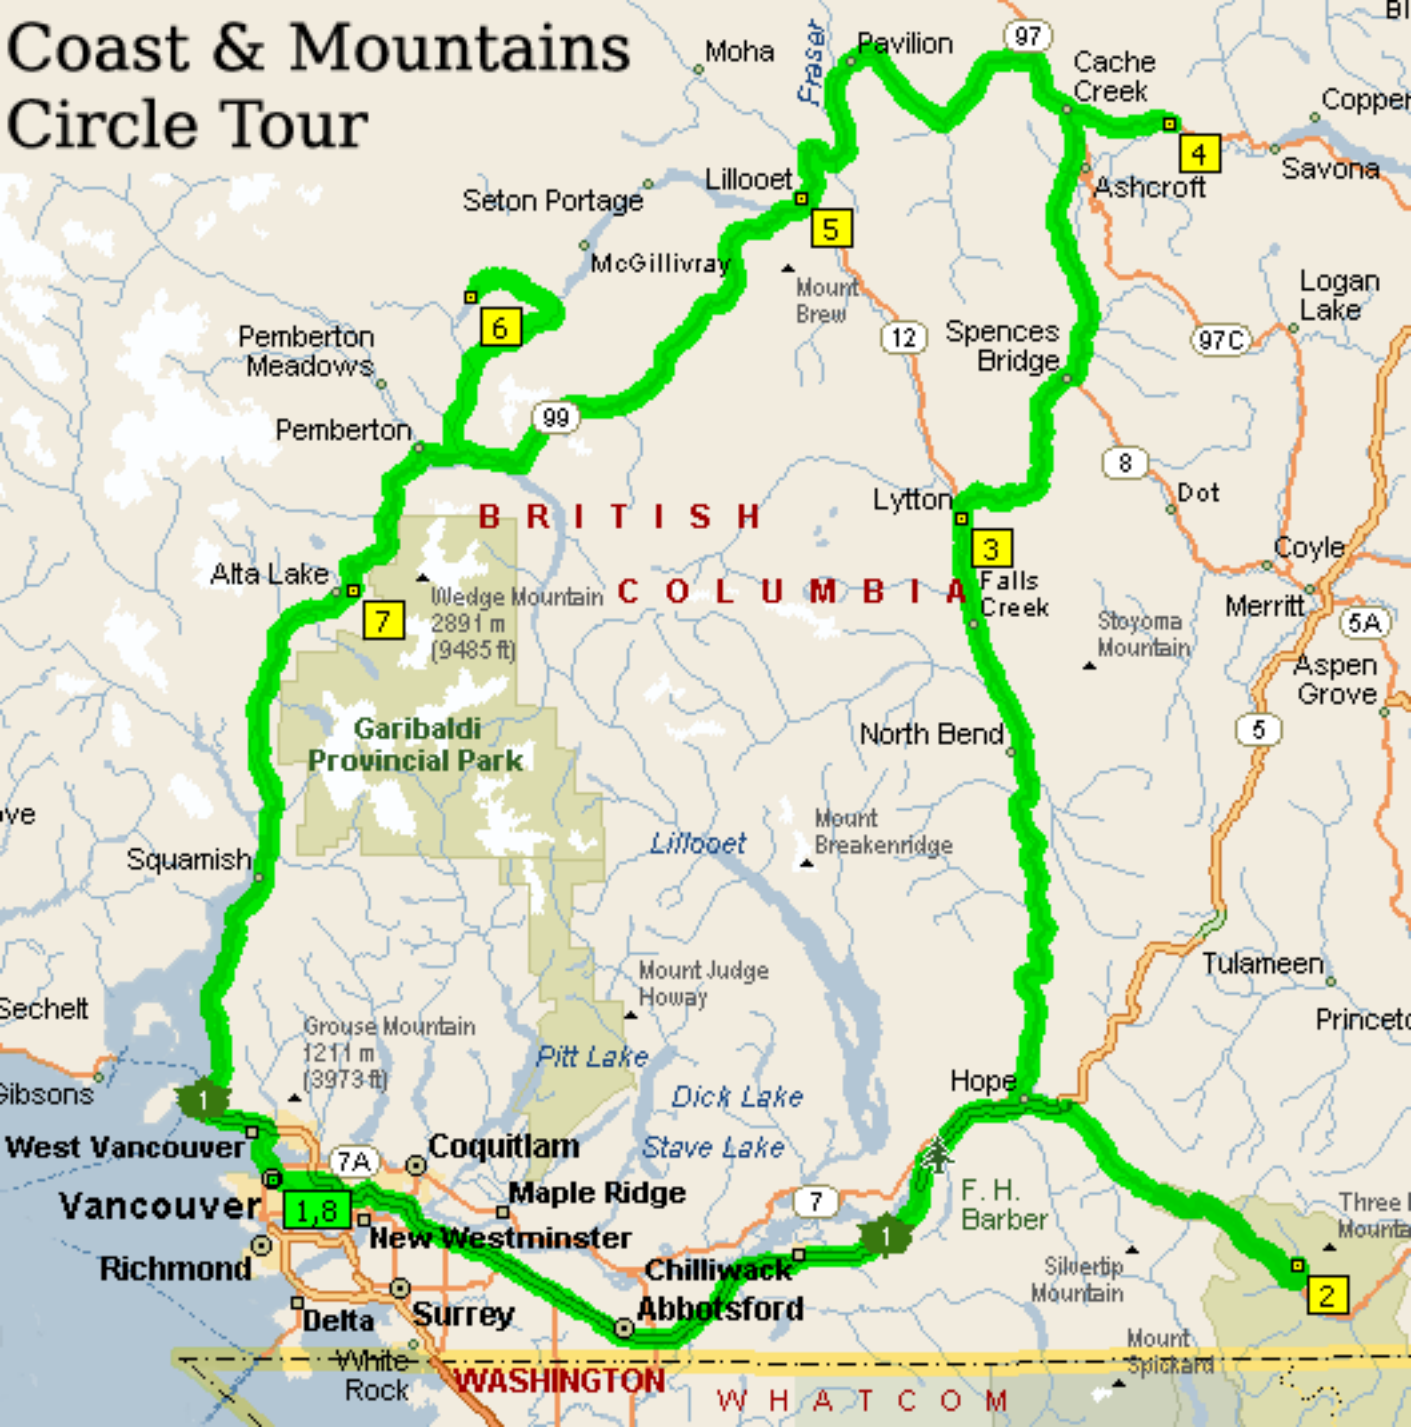 Coast & Mountains
Circle Tour
Moha
Fraser
Pavilion
97
Cache
Creek
Copper
4
Savona
Ashcroft
Lillooet
5
Seton Portage
McGillivray
Mount
Brew
Logan
Lake
97C
12
Spences
Bridge
6
Pemberton
Meadows
Pemberton
99
8
Dot
Lytton
3
BRITISH
COLUMBIA
Falls
Creek
Coyle
Merritt
5A
Alta Lake
7
Wedge Mountain
2891 m
(9485 ft)
Stoyoma
Mountain
Aspen
Grove
5
Garibaldi
Provincial Park
North Bend
Lillooet
Mount
Breakenridge
ove
Squamish
Sechelt
Mount Judge
Howay
Tulameen
Princeto
Grouse Mountain
1211 m
(3973 ft)
Pitt Lake
Dick Lake
Stave Lake
Hope
Gibsons
1
West Vancouver
7A
Coquitlam
Vancouver
1,8
Maple Ridge
7
F. H.
Barber
1
Three
Mounta
New Westminster
Richmond
Chilliwack
Silvertip
Mountain
2
Delta
Surrey
Abbotsford
White
Rock
Mount
Spickard
WASHINGTON
WHATCOM